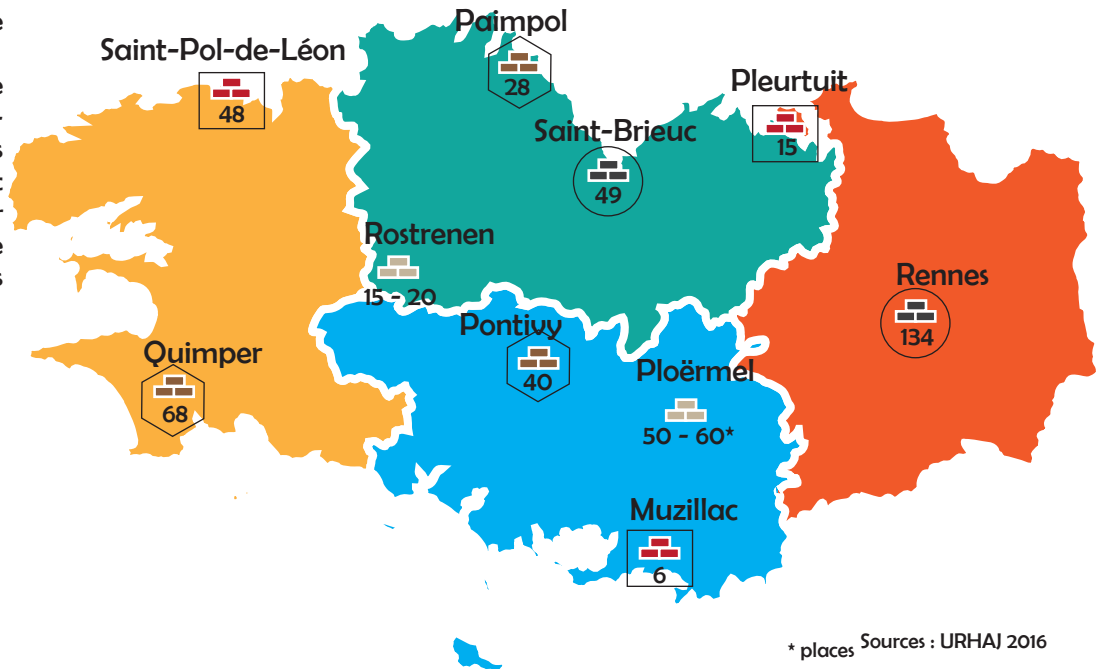 Paimpol
28
Saint-Pol-de-Léon
48
Pleurtuit
15
Saint-Brieuc
49
Rostrenen
15 - 20
Rennes
134
Pontivy
40
Quimper
68
Ploërmel
50 - 60*
Muzillac
6
* places Sources : URHAJ 2016